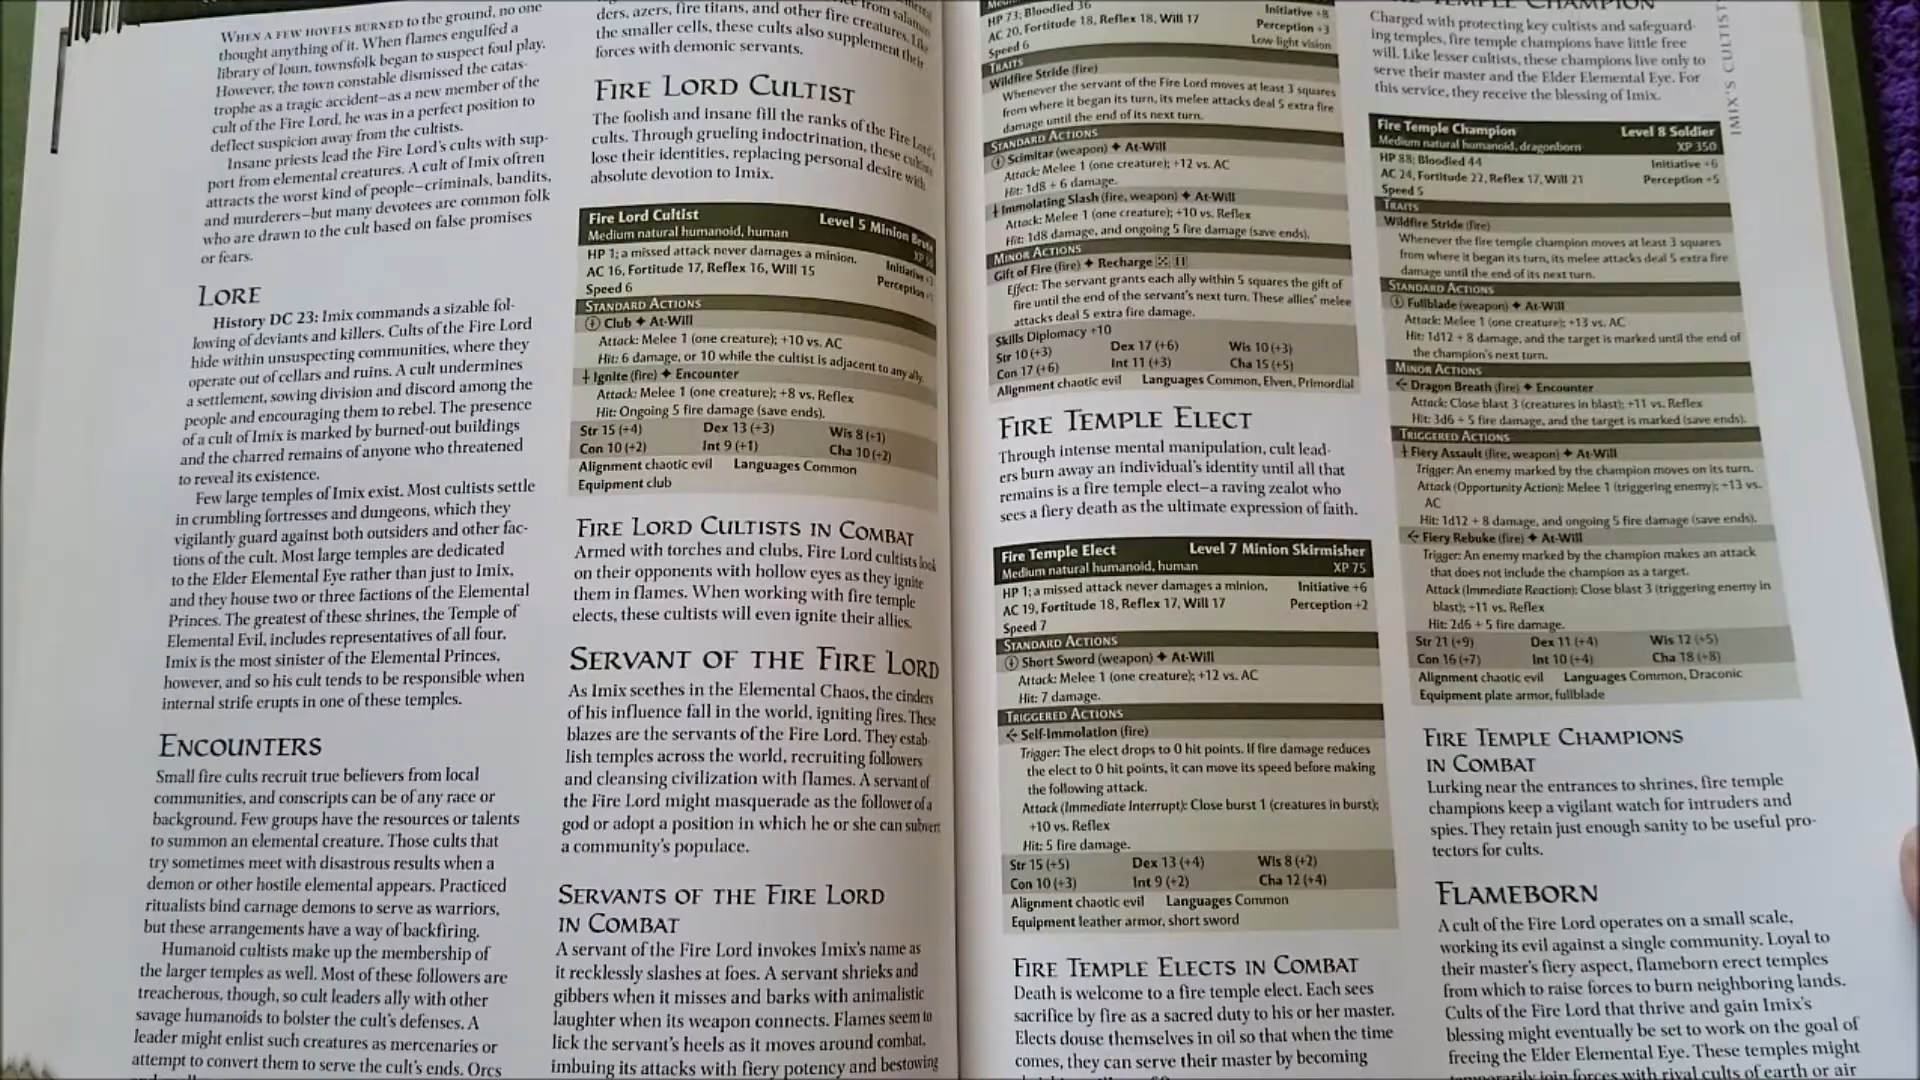 WHEN A FEW HOVELS BURNED to the ground, no one
thought anything of it. When flames engulfed a
library of Ioun, townsfolk began to suspect foul play.
However, the town constable dismissed the catas-
trophe as a tragic accident—as a new member of the
cult of the Fire Lord, he was in a perfect position to
deflect suspicion away from the cultists.
Insane priests lead the Fire Lord's cults with sup-
port from elemental creatures. A cult of Imix oftren
attracts the worst kind of people—criminals, bandits,
and murderers—but many devotees are common folk
who are drawn to the cult based on false promises
or fears.
LORE
History DC 23: Imix commands a sizable fol-
lowing of deviants and killers. Cults of the Fire Lord
hide within unsuspecting communities, where they
operate out of cellars and ruins. A cult undermines
a settlement, sowing division and discord among the
people and encouraging them to rebel. The presence
of a cult of Imix is marked by burned-out buildings
and the charred remains of anyone who threatened
to reveal its existence.
Few large temples of Imix exist. Most cultists settle
in crumbling fortresses and dungeons, which they
vigilantly guard against both outsiders and other fac-
tions of the cult. Most large temples are dedicated
to the Elder Elemental Eye rather than just to Imix,
and they house two or three factions of the Elemental
Princes. The greatest of these shrines, the Temple of
Elemental Evil, includes representatives of all four.
Imix is the most sinister of the Elemental Princes,
however, and so his cult tends to be responsible when
internal strife erupts in one of these temples.
ENCOUNTERS
Small fire cults recruit true believers from local
communities, and conscripts can be of any race or
background. Few groups have the resources or talents
to summon an elemental creature. Those cults that
try sometimes meet with disastrous results when a
demon or other hostile elemental appears. Practiced
ritualists bind carnage demons to serve as warriors,
but these arrangements have a way of backfiring.
Humanoid cultists make up the membership of
the larger temples as well. Most of these followers are
treacherous, though, so cult leaders ally with other
savage humanoids to bolster the cult's defenses. A
leader might enlist such creatures as mercenaries or
attempt to convert them to serve the cult's ends. Orcs
ders, azers, fire titans, and other fire creatures. Like
the smaller cells, these cults also supplement their
forces with demonic servants.
FIRE LORD CULTIST
The foolish and insane fill the ranks of the Fire Lord's
cults. Through grueling indoctrination, these cultists
lose their identities, replacing personal desire with
absolute devotion to Imix.
Fire Lord Cultist Level 5 Minion Brute
Medium natural humanoid, human
HP 1; a missed attack never damages a minion. Initiative
AC 16, Fortitude 17, Reflex 16, Will 15 Perception
Speed 6
STANDARD ACTIONS
Club ✦ At-Will
Attack: Melee 1 (one creature); +10 vs. AC
Hit: 6 damage, or 10 while the cultist is adjacent to any ally.
Ignite (fire) ✦ Encounter
Attack: Melee 1 (one creature); +8 vs. Reflex
Hit: Ongoing 5 fire damage (save ends).
Str 15 (+4) Dex 13 (+3) Wis 8 (+1)
Con 10 (+2) Int 9 (+1) Cha 10 (+2)
Alignment chaotic evil Languages Common
Equipment club
FIRE LORD CULTISTS IN COMBAT
Armed with torches and clubs, Fire Lord cultists look
on their opponents with hollow eyes as they ignite
them in flames. When working with fire temple
elects, these cultists will even ignite their allies.
SERVANT OF THE FIRE LORD
As Imix seethes in the Elemental Chaos, the cinders
of his influence fall in the world, igniting fires. These
blazes are the servants of the Fire Lord. They estab-
lish temples across the world, recruiting followers
and cleansing civilization with flames. A servant of
the Fire Lord might masquerade as the follower of a
god or adopt a position in which he or she can subvert
a community's populace.
SERVANTS OF THE FIRE LORD
IN COMBAT
A servant of the Fire Lord invokes Imix's name as
it recklessly slashes at foes. A servant shrieks and
gibbers when it misses and barks with animalistic
laughter when its weapon connects. Flames seem to
lick the servant's heels as it moves around combat,
imbuing its attacks with fiery potency and bestowing
HP 73; Bloodied 36 Initiative +8
AC 20, Fortitude 18, Reflex 18, Will 17 Perception +3
Speed 6 Low-light vision
TRAITS
Wildfire Stride (fire)
Whenever the servant of the Fire Lord moves at least 3 squares
from where it began its turn, its melee attacks deal 5 extra fire
damage until the end of its next turn.
STANDARD ACTIONS
Scimitar (weapon) ✦ At-Will
Attack: Melee 1 (one creature); +12 vs. AC
Hit: 1d8 + 6 damage.
Immolating Slash (fire, weapon) ✦ At-Will
Attack: Melee 1 (one creature); +10 vs. Reflex
Hit: 1d8 damage, and ongoing 5 fire damage (save ends).
MINOR ACTIONS
Gift of Fire (fire) ✦ Recharge
Effect: The servant grants each ally within 5 squares the gift of
fire until the end of the servant's next turn. These allies' melee
attacks deal 5 extra fire damage.
Skills Diplomacy +10
Str 10 (+3) Dex 17 (+6) Wis 10 (+3)
Con 17 (+6) Int 11 (+3) Cha 15 (+5)
Alignment chaotic evil Languages Common, Elven, Primordial
FIRE TEMPLE ELECT
Through intense mental manipulation, cult lead-
ers burn away an individual's identity until all that
remains is a fire temple elect—a raving zealot who
sees a fiery death as the ultimate expression of faith.
Fire Temple Elect Level 7 Minion Skirmisher
Medium natural humanoid, human XP 75
HP 1; a missed attack never damages a minion. Initiative +6
AC 19, Fortitude 18, Reflex 17, Will 17 Perception +2
Speed 7
STANDARD ACTIONS
Short Sword (weapon) ✦ At-Will
Attack: Melee 1 (one creature); +12 vs. AC
Hit: 7 damage.
TRIGGERED ACTIONS
Self-Immolation (fire)
Trigger: The elect drops to 0 hit points. If fire damage reduces
the elect to 0 hit points, it can move its speed before making
the following attack.
Attack (Immediate Interrupt): Close burst 1 (creatures in burst);
+10 vs. Reflex
Hit: 5 fire damage.
Str 15 (+5) Dex 13 (+4) Wis 8 (+2)
Con 10 (+3) Int 9 (+2) Cha 12 (+4)
Alignment chaotic evil Languages Common
Equipment leather armor, short sword
FIRE TEMPLE ELECTS IN COMBAT
Death is welcome to a fire temple elect. Each sees
sacrifice by fire as a sacred duty to his or her master.
Elects douse themselves in oil so that when the time
comes, they can serve their master by becoming
TEMPLE CHAMPION
Charged with protecting key cultists and safeguard-
ing temples, fire temple champions have little free
will. Like lesser cultists, these champions live only to
serve their master and the Elder Elemental Eye. For
this service, they receive the blessing of Imix.
Fire Temple Champion Level 8 Soldier
Medium natural humanoid, dragonborn XP 350
HP 88; Bloodied 44 Initiative +6
AC 24, Fortitude 22, Reflex 17, Will 21 Perception +5
Speed 5
TRAITS
Wildfire Stride (fire)
Whenever the fire temple champion moves at least 3 squares
from where it began its turn, its melee attacks deal 5 extra fire
damage until the end of its next turn.
STANDARD ACTIONS
Fullblade (weapon) ✦ At-Will
Attack: Melee 1 (one creature); +13 vs. AC
Hit: 1d12 + 8 damage, and the target is marked until the end of
the champion's next turn.
MINOR ACTIONS
Dragon Breath (fire) ✦ Encounter
Attack: Close blast 3 (creatures in blast); +11 vs. Reflex
Hit: 3d6 + 5 fire damage, and the target is marked (save ends).
TRIGGERED ACTIONS
Fiery Assault (fire, weapon) ✦ At-Will
Trigger: An enemy marked by the champion moves on its turn.
Attack (Opportunity Action): Melee 1 (triggering enemy); +13 vs.
AC
Hit: 1d12 + 8 damage, and ongoing 5 fire damage (save ends).
Fiery Rebuke (fire) ✦ At-Will
Trigger: An enemy marked by the champion makes an attack
that does not include the champion as a target.
Attack (Immediate Reaction): Close blast 3 (triggering enemy in
blast); +11 vs. Reflex
Hit: 2d6 + 5 fire damage.
Str 21 (+9) Dex 11 (+4) Wis 12 (+5)
Con 16 (+7) Int 10 (+4) Cha 18 (+8)
Alignment chaotic evil Languages Common, Draconic
Equipment plate armor, fullblade
FIRE TEMPLE CHAMPIONS
IN COMBAT
Lurking near the entrances to shrines, fire temple
champions keep a vigilant watch for intruders and
spies. They retain just enough sanity to be useful pro-
tectors for cults.
FLAMEBORN
A cult of the Fire Lord operates on a small scale,
working its evil against a single community. Loyal to
their master's fiery aspect, flameborn erect temples
from which to raise forces to burn neighboring lands.
Cults of the Fire Lord that thrive and gain Imix's
blessing might eventually be set to work on the goal of
freeing the Elder Elemental Eye. These temples might
temporarily join forces with rival cults of earth or air
IMIX'S CULTIST